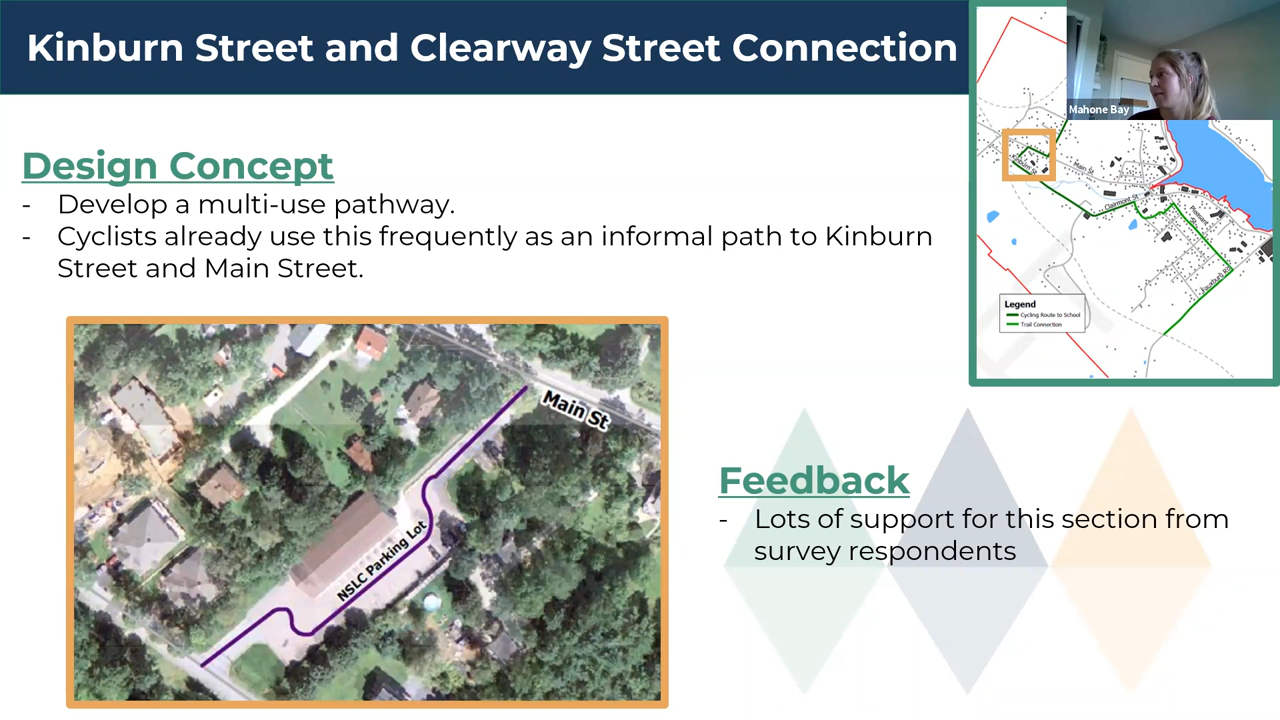 Kinburn Street and Clearway Street Connection
Mahone Bay
Design Concept
- Develop a multi-use pathway.
- Cyclists already use this frequently as an informal path to Kinburn
Street and Main Street.
Main St
Clairmont St
Legend
Cycling Route to School
Trail Connection
Main St
NSLC Parking Lot
Feedback
- Lots of support for this section from
survey respondents